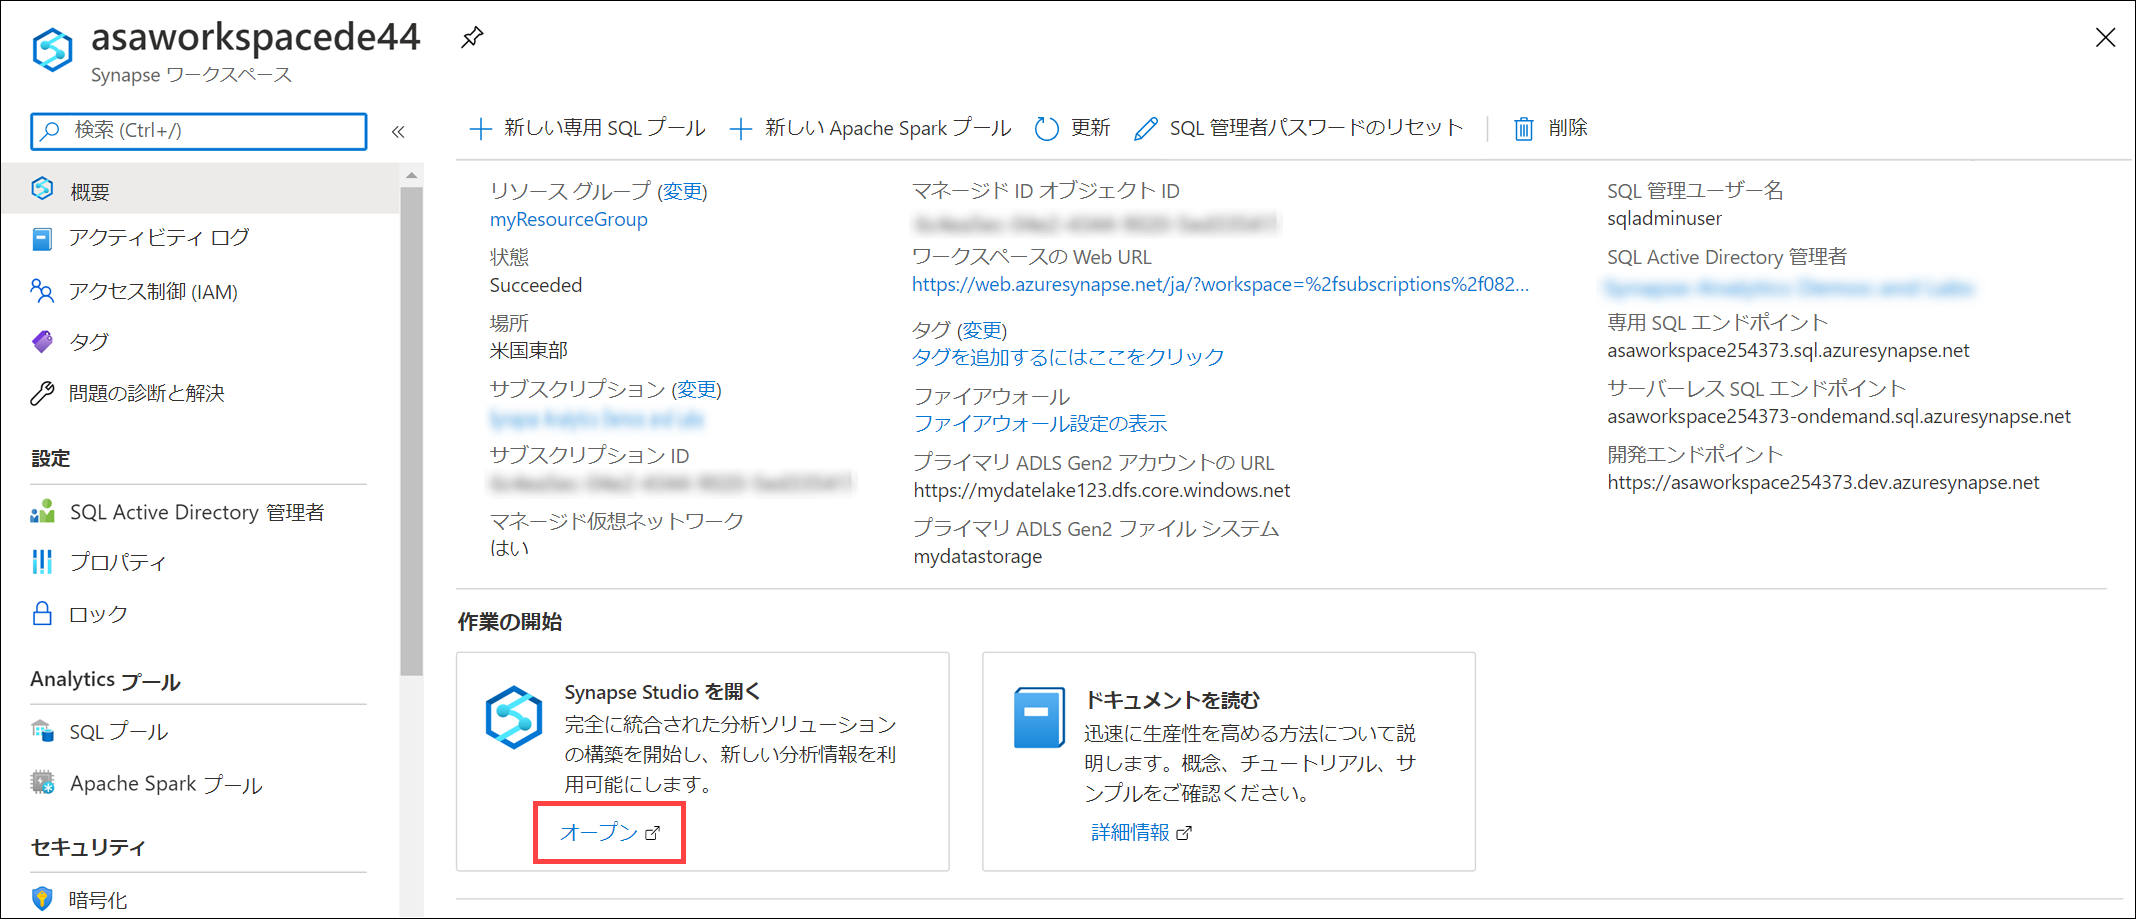 asaworkspacede44
Synapse ワークスペース
検索 (Ctrl+/)
«
概要
アクティビティ ログ
アクセス制御 (IAM)
タグ
問題の診断と解決
設定
SQL Active Directory 管理者
プロパティ
ロック
Analytics プール
SQL プール
Apache Spark プール
セキュリティ
暗号化
新しい専用 SQL プール
新しい Apache Spark プール
更新
SQL 管理者パスワードのリセット
削除
リソース グループ (変更)
myResourceGroup
状態
Succeeded
場所
米国東部
サブスクリプション (変更)
サブスクリプション ID
マネージド仮想ネットワーク
はい
マネージド ID オブジェクト ID
ワークスペースの Web URL
https://web.azuresynapse.net/ja/?workspace=%2fsubscriptions%2f082...
タグ (変更)
タグを追加するにはここをクリック
ファイアウォール
ファイアウォール設定の表示
プライマリ ADLS Gen2 アカウントの URL
https://mydatelake123.dfs.core.windows.net
プライマリ ADLS Gen2 ファイル システム
mydatastorage
SQL 管理ユーザー名
sqladminuser
SQL Active Directory 管理者
専用 SQL エンドポイント
asaworkspace254373.sql.azuresynapse.net
サーバーレス SQL エンドポイント
asaworkspace254373-ondemand.sql.azuresynapse.net
開発エンドポイント
https://asaworkspace254373.dev.azuresynapse.net
作業の開始
Synapse Studio を開く
完全に統合された分析ソリューション
の構築を開始し、新しい分析情報を利
用可能にします。
オープン
ドキュメントを読む
迅速に生産性を高める方法について説
明します。概念、チュートリアル、サ
ンプルをご確認ください。
詳細情報